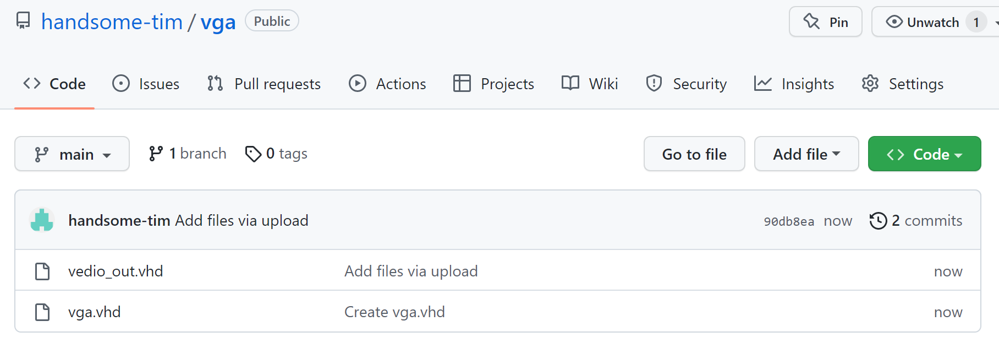 handsome-tim / vga Public Pin Unwatch 1
Code Issues Pull requests Actions Projects Wiki Security Insights Settings
main 1 branch 0 tags Go to file Add file Code
handsome-tim Add files via upload 90db8ea now 2 commits
vedio_out.vhd Add files via upload now
vga.vhd Create vga.vhd now